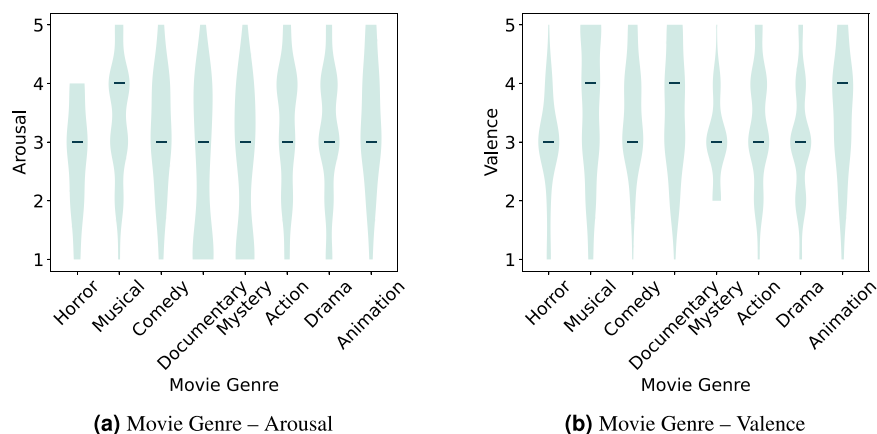 5
4
3
2
1
Arousal
Horror
Musical
Comedy
Documentary
Mystery
Action
Drama
Animation
Movie Genre
(a) Movie Genre – Arousal
5
4
3
2
1
Valence
Horror
Musical
Comedy
Documentary
Mystery
Action
Drama
Animation
Movie Genre
(b) Movie Genre – Valence